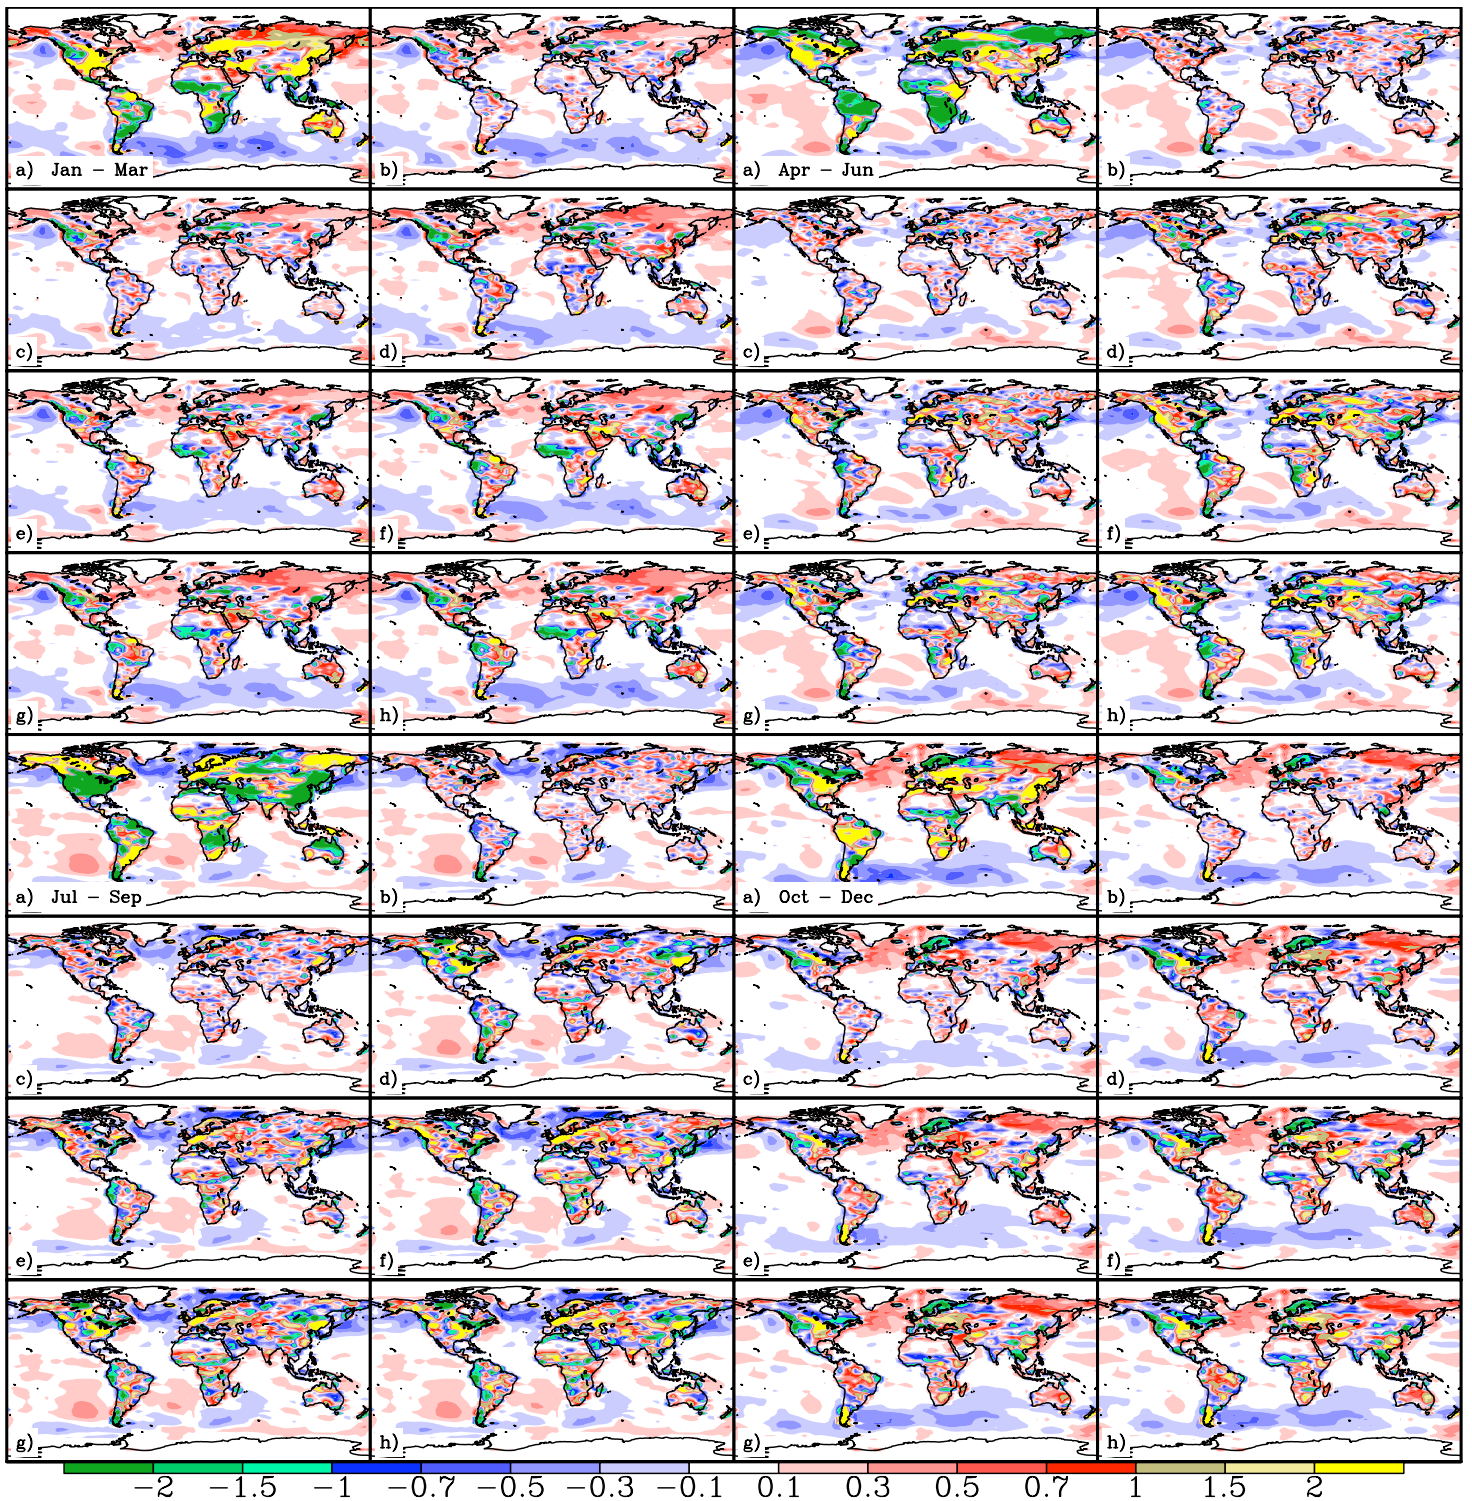 a) Jan − Mar b) a) Apr − Jun b)
c) d) c) d)
e) f) e) f)
g) h) g) h)
a) Jul − Sep b) a) Oct − Dec b)
c) d) c) d)
e) f) e) f)
g) h) g) h)
−2 −1.5 −1 −0.7 −0.5 −0.3 −0.1 0.1 0.3 0.5 0.7 1 1.5 2